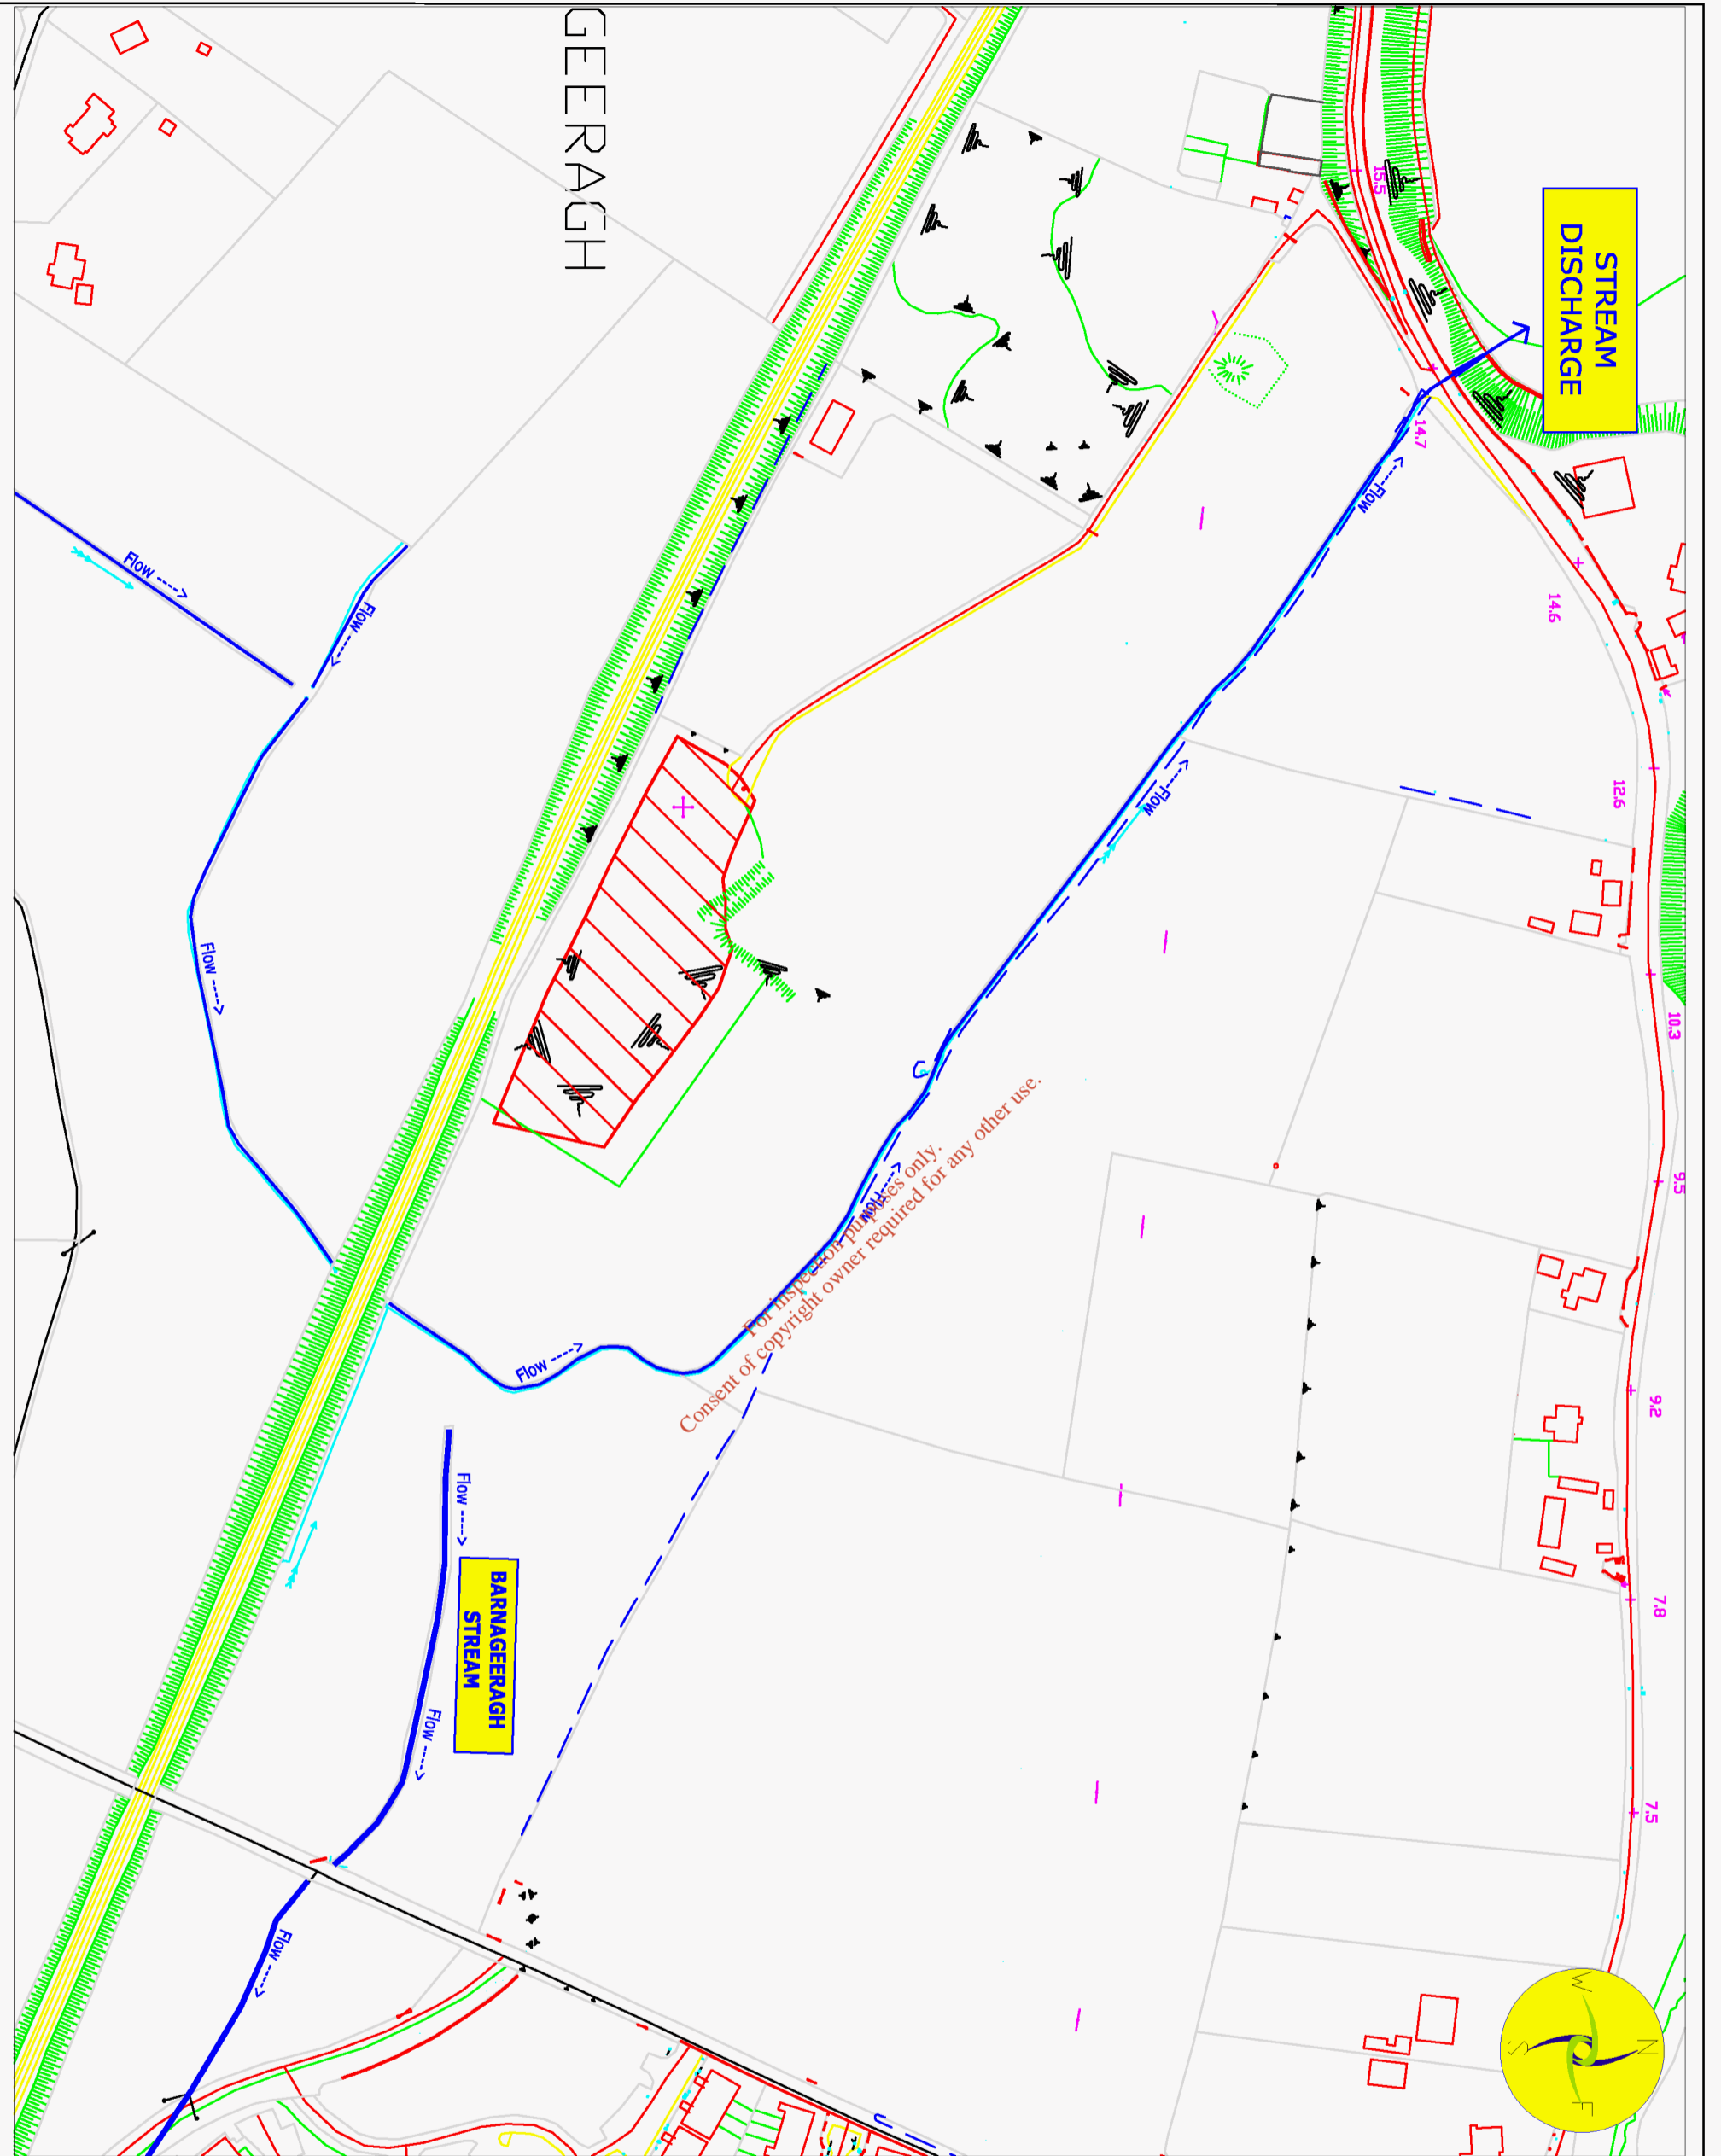 GEERAGH
STREAM
DISCHARGE
15.5
14.7
14.6
12.6
10.3
9.5
9.2
7.8
7.5
Flow
Flow
Flow
Flow
Flow
Flow
Flow
Flow
Flow
Flow
BARNAGEERAGH
STREAM
For inspection purposes only.
Consent of copyright owner required for any other use.
N
E
S
W